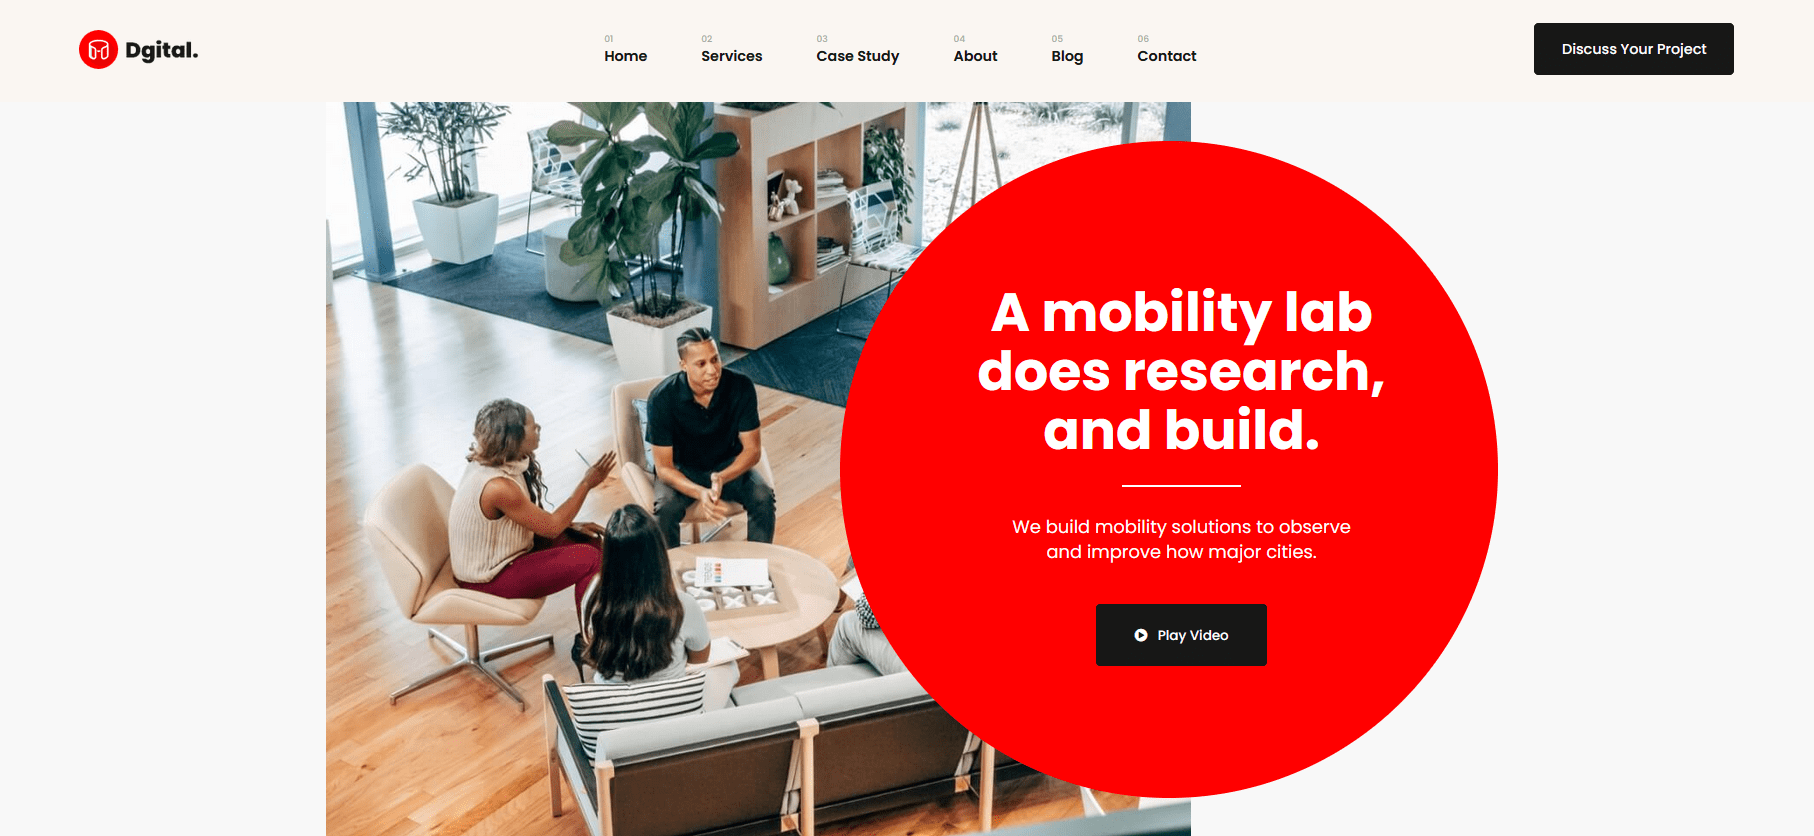 Dgital.
01
Home
02
Services
03
Case Study
04
About
05
Blog
06
Contact
Discuss Your Project
A mobility lab
does research,
and build.
We build mobility solutions to observe
and improve how major cities.
Play Video